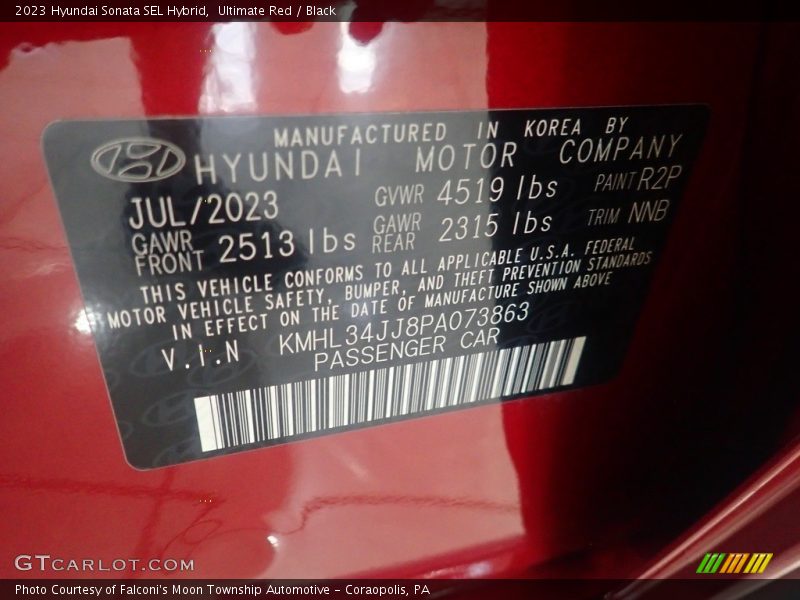 2023 Hyundai Sonata SEL Hybrid, Ultimate Red / Black
MANUFACTURED IN KOREA BY
HYUNDAI MOTOR COMPANY
JUL/2023 GVWR 4519 lbs PAINT R2P
GAWR FRONT 2513 lbs GAWR REAR 2315 lbs TRIM NNB
THIS VEHICLE CONFORMS TO ALL APPLICABLE U.S.A. FEDERAL
MOTOR VEHICLE SAFETY, BUMPER, AND THEFT PREVENTION STANDARDS
IN EFFECT ON THE DATE OF MANUFACTURE SHOWN ABOVE
V.I.N KMHL34JJ8PA073863
PASSENGER CAR
GTCARLOT.COM
Photo Courtesy of Falconi's Moon Township Automotive - Coraopolis, PA